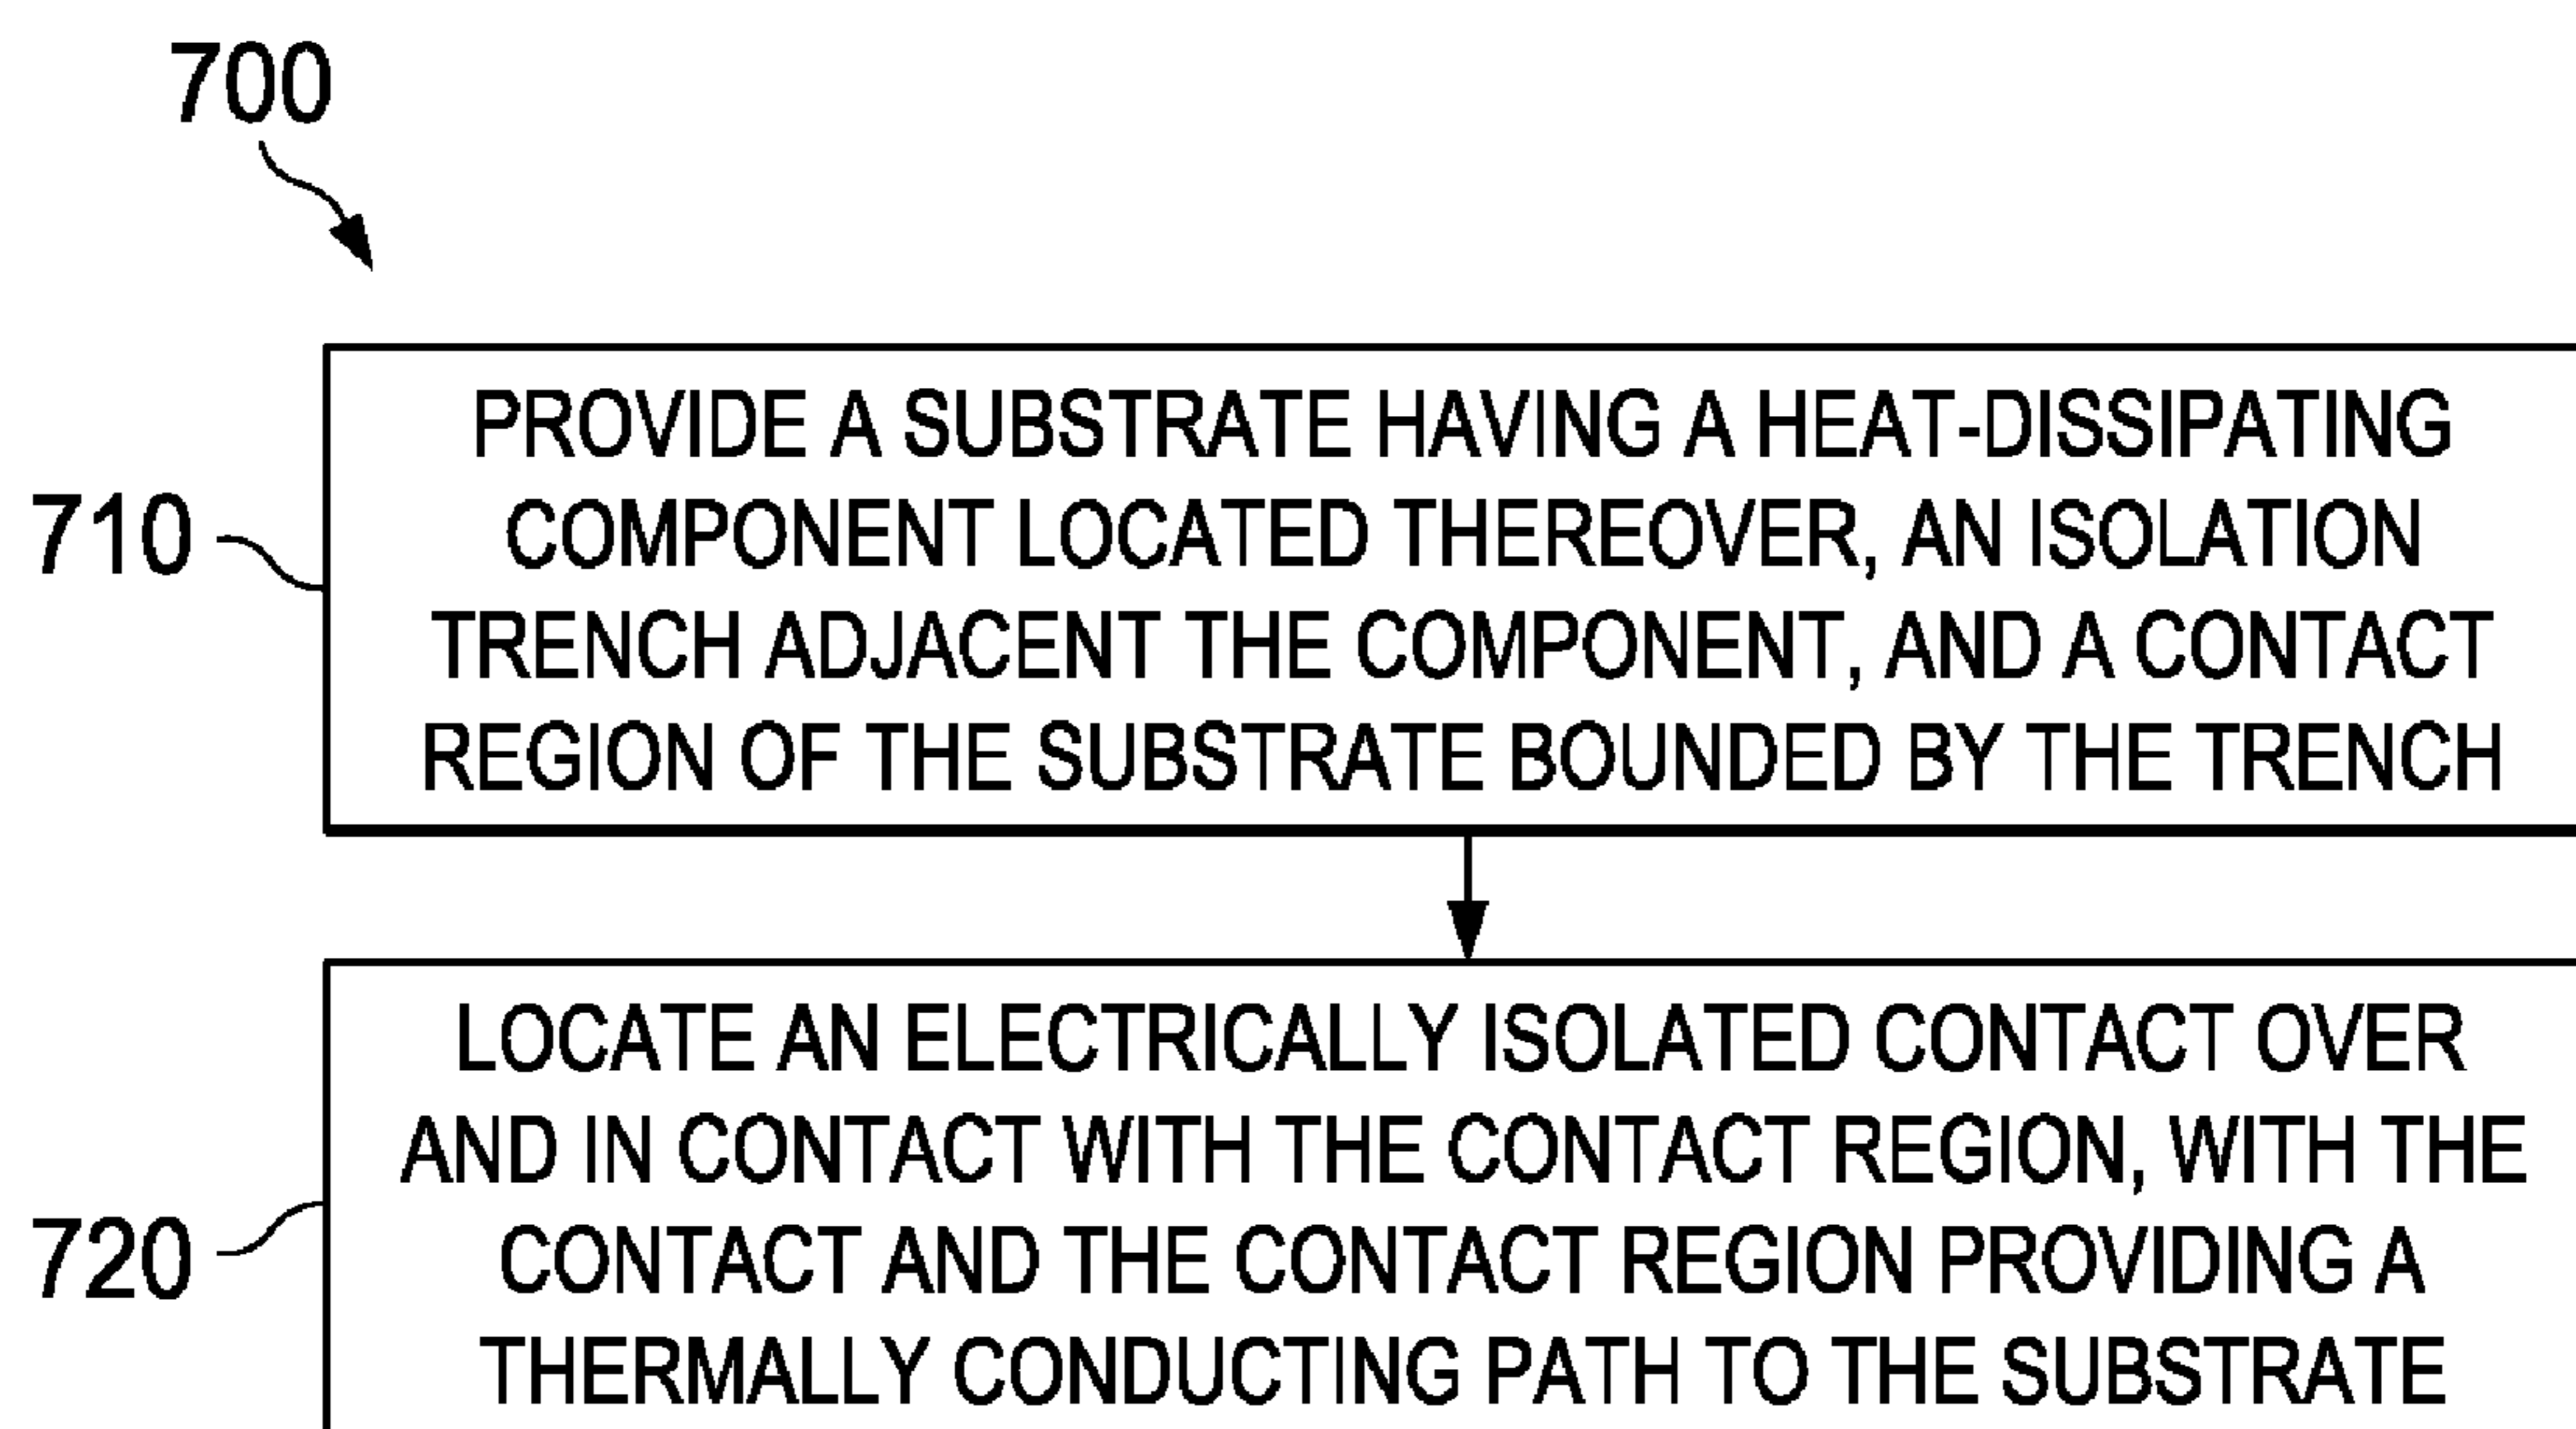 700
710
PROVIDE A SUBSTRATE HAVING A HEAT-DISSIPATING
COMPONENT LOCATED THEREOVER, AN ISOLATION
TRENCH ADJACENT THE COMPONENT, AND A CONTACT
REGION OF THE SUBSTRATE BOUNDED BY THE TRENCH
720
LOCATE AN ELECTRICALLY ISOLATED CONTACT OVER
AND IN CONTACT WITH THE CONTACT REGION, WITH THE
CONTACT AND THE CONTACT REGION PROVIDING A
THERMALLY CONDUCTING PATH TO THE SUBSTRATE